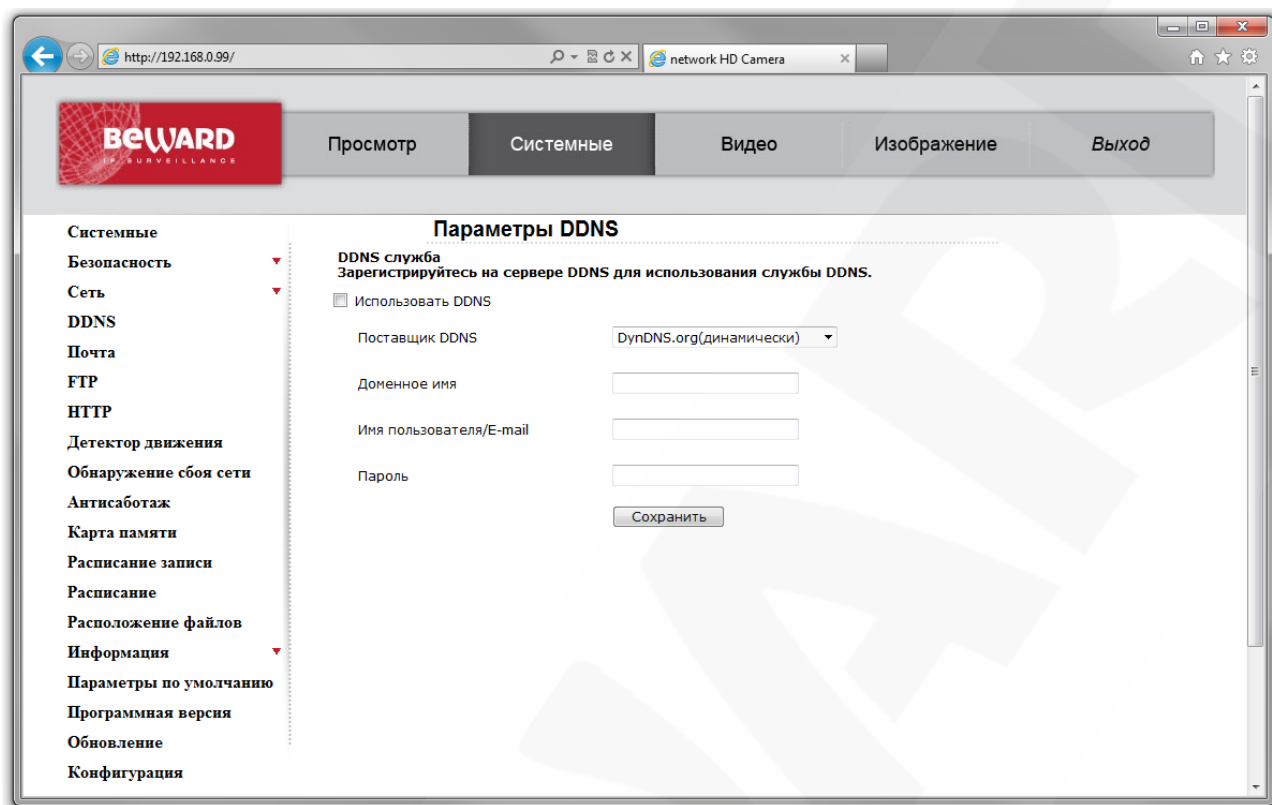 http://192.168.0.99/
network HD Camera
BEWARD
IP SURVEILLANCE
Просмотр
Системные
Видео
Изображение
Выход
Системные
Безопасность
Сеть
DDNS
Почта
FTP
HTTP
Детектор движения
Обнаружение сбоя сети
Антисаботаж
Карта памяти
Расписание записи
Расписание
Расположение файлов
Информация
Параметры по умолчанию
Программная версия
Обновление
Конфигурация
Параметры DDNS
DDNS служба
Зарегистрируйтесь на сервере DDNS для использования службы DDNS.
Использовать DDNS
Поставщик DDNS
DynDNS.org(динамически)
Доменное имя
Имя пользователя/E-mail
Пароль
Сохранить